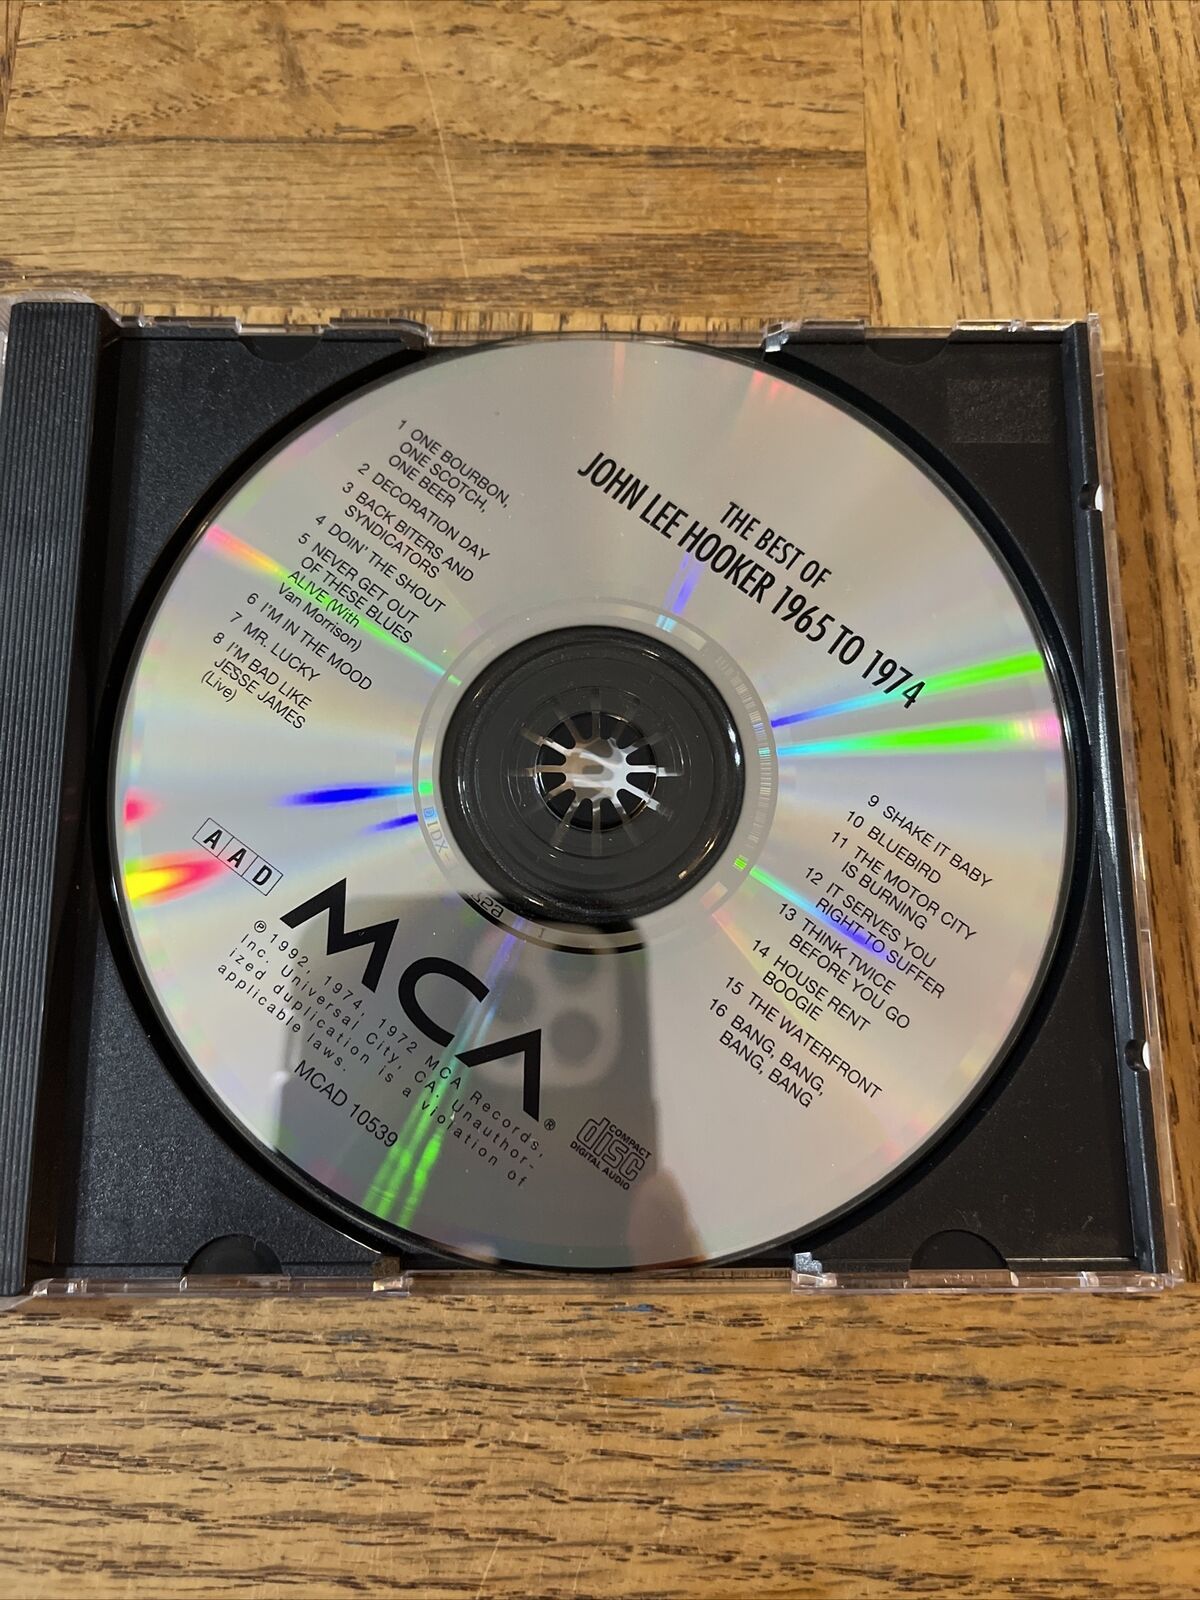 THE BEST OF
JOHN LEE HOOKER 1965 TO 1974
1 ONE BOURBON,
ONE SCOTCH,
ONE BEER
2 DECORATION DAY
3 BACK BITERS AND
SYNDICATORS
4 DOIN' THE SHOUT
5 NEVER GET OUT
OF THESE BLUES
ALIVE (With
Van Morrison)
6 I'M IN THE MOOD
7 MR. LUCKY
8 I'M BAD LIKE
JESSE JAMES
(Live)
9 SHAKE IT BABY
10 BLUEBIRD
11 THE MOTOR CITY
IS BURNING
12 IT SERVES YOU
RIGHT TO SUFFER
13 THINK TWICE
BEFORE YOU GO
14 HOUSE RENT
BOOGIE
15 THE WATERFRONT
16 BANG, BANG,
BANG, BANG
AAD
MCA®
℗ 1992, 1974, 1972 MCA Records,
Inc. Universal City, CA. Unauthor-
ized duplication is a violation of
applicable laws.
MCAD 10539
COMPACT
disc
DIGITAL AUDIO